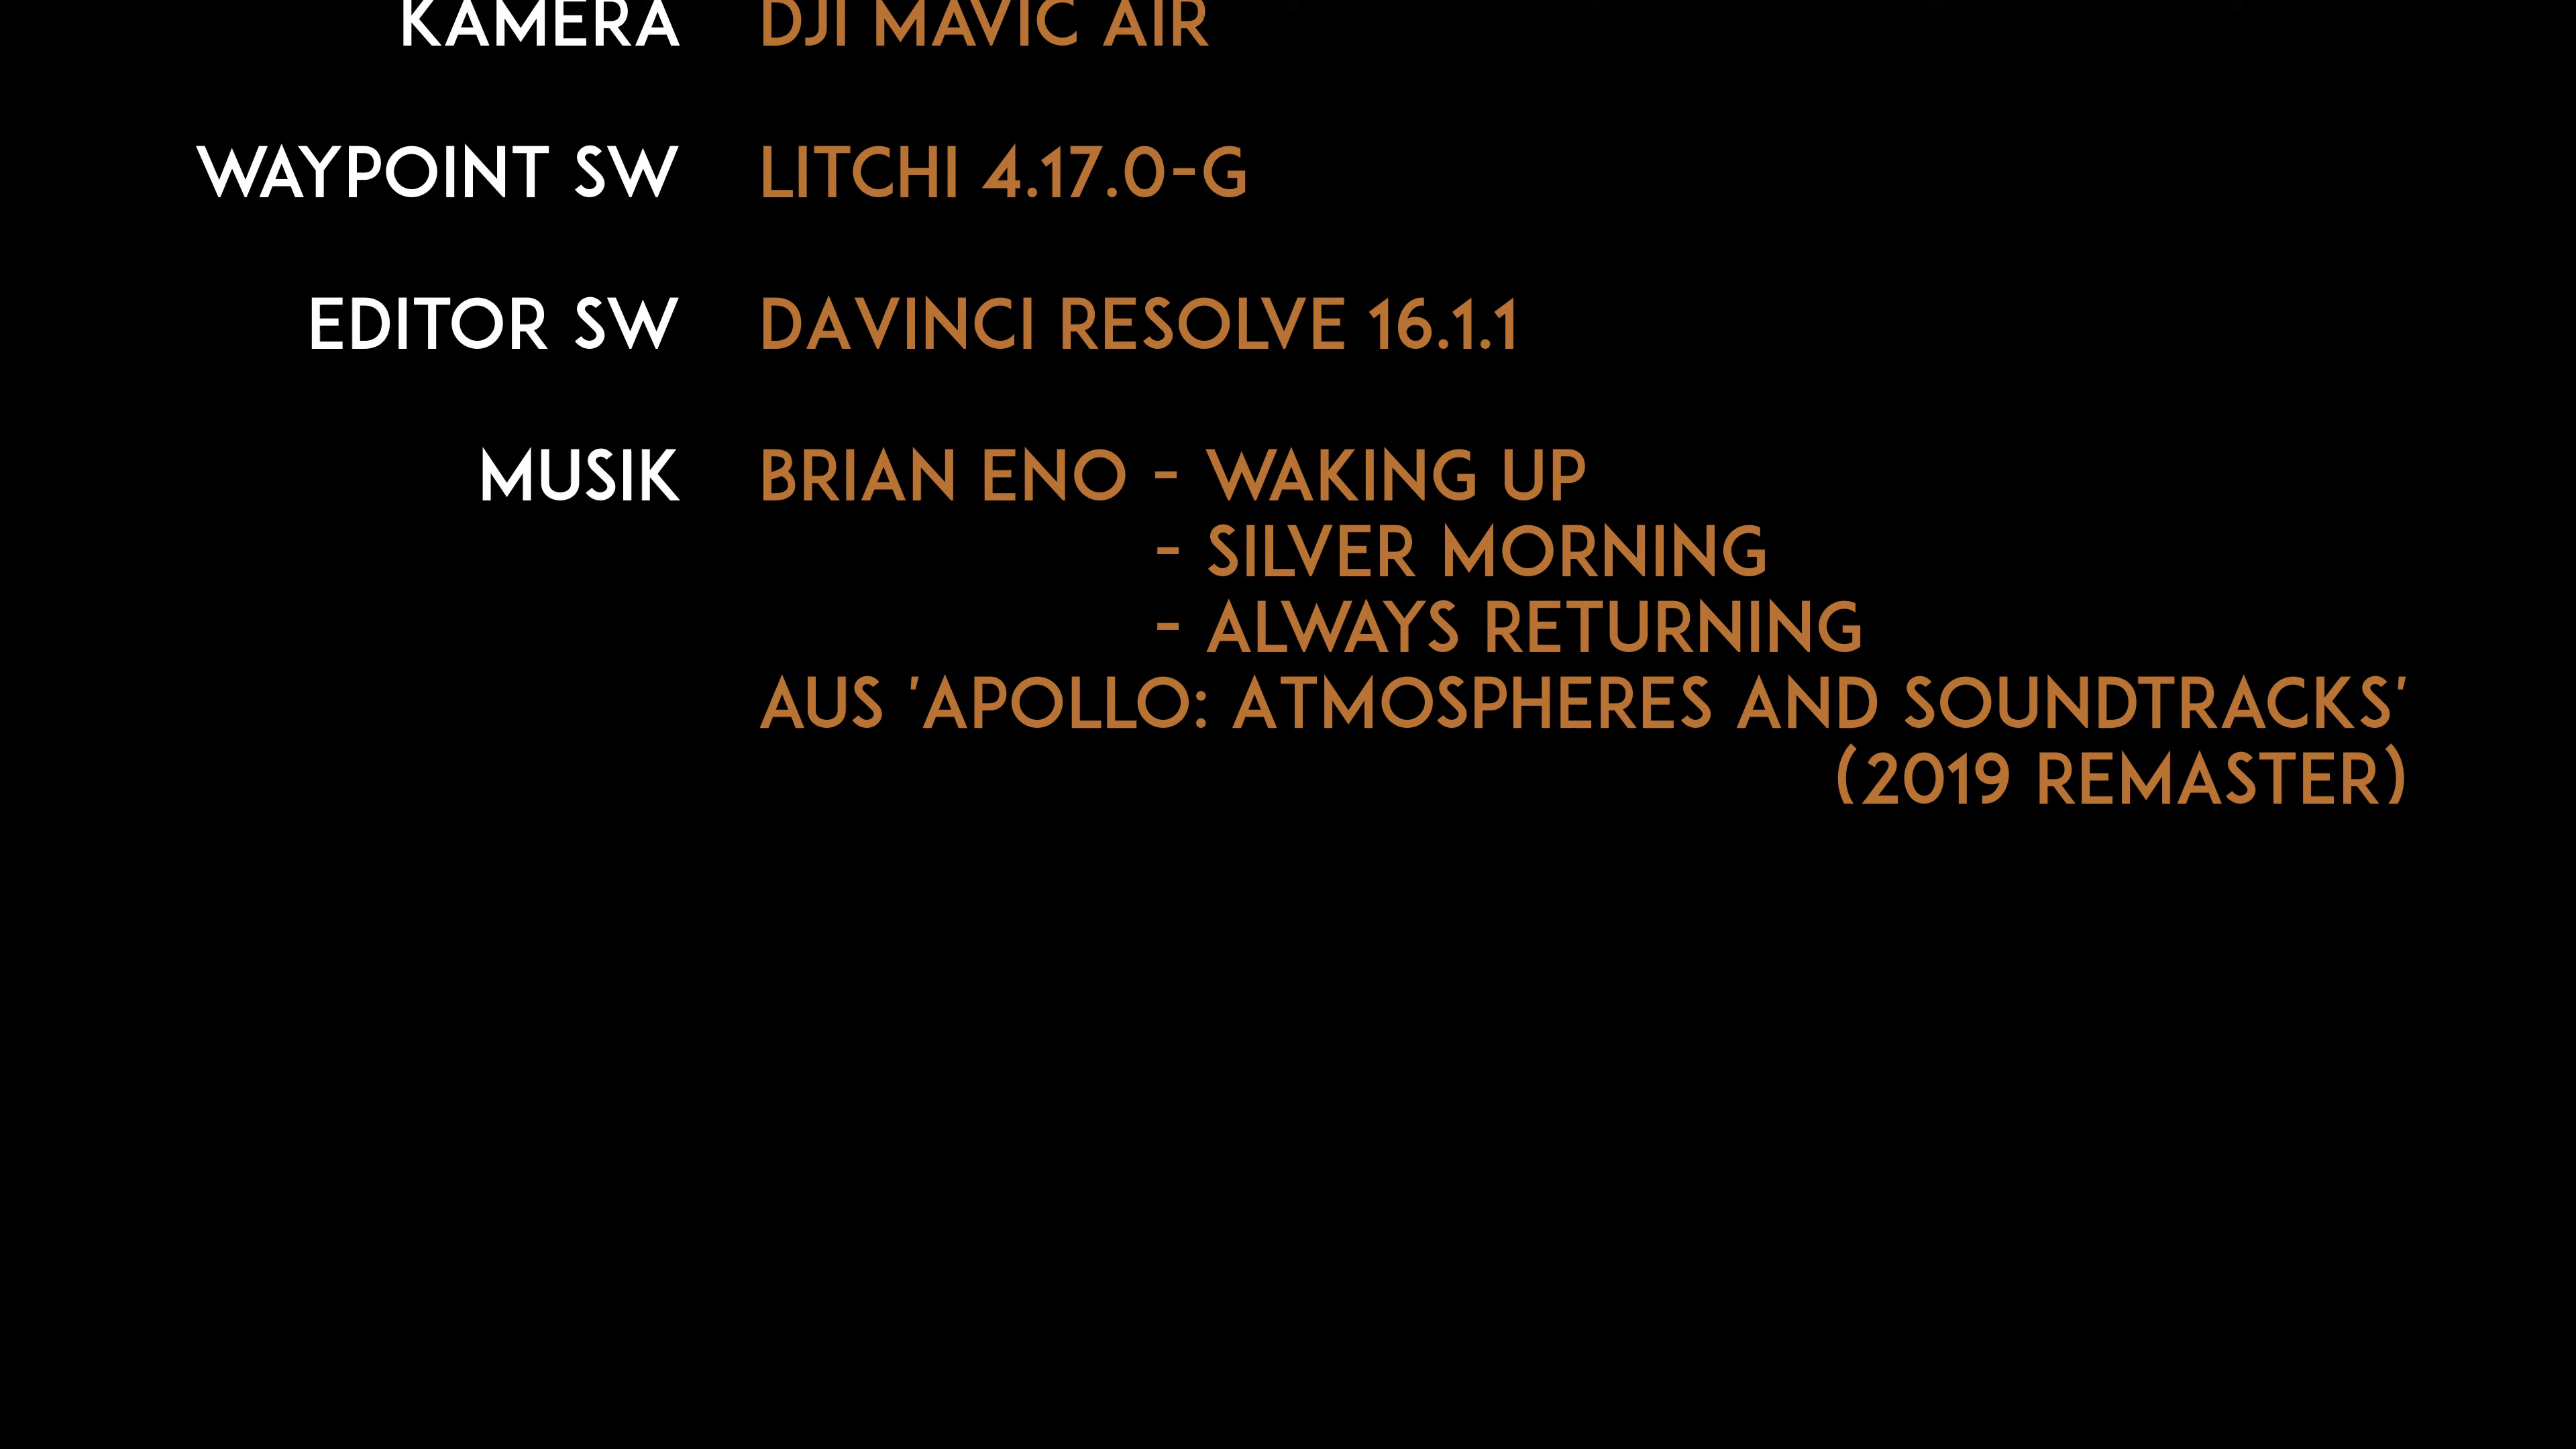 KAMERA DJI MAVIC AIR
WAYPOINT SW LITCHI 4.17.0-G
EDITOR SW DAVINCI RESOLVE 16.1.1
MUSIK BRIAN ENO - WAKING UP
- SILVER MORNING
- ALWAYS RETURNING
AUS 'APOLLO: ATMOSPHERES AND SOUNDTRACKS'
(2019 REMASTER)